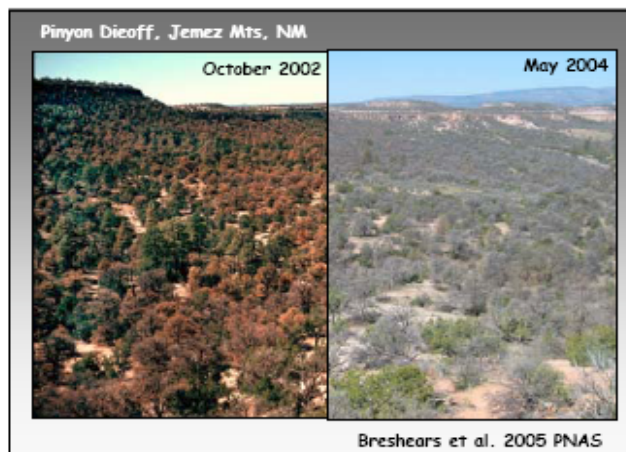 Pinyon Dieoff, Jemez Mts, NM
October 2002
May 2004
Breshears et al. 2005 PNAS